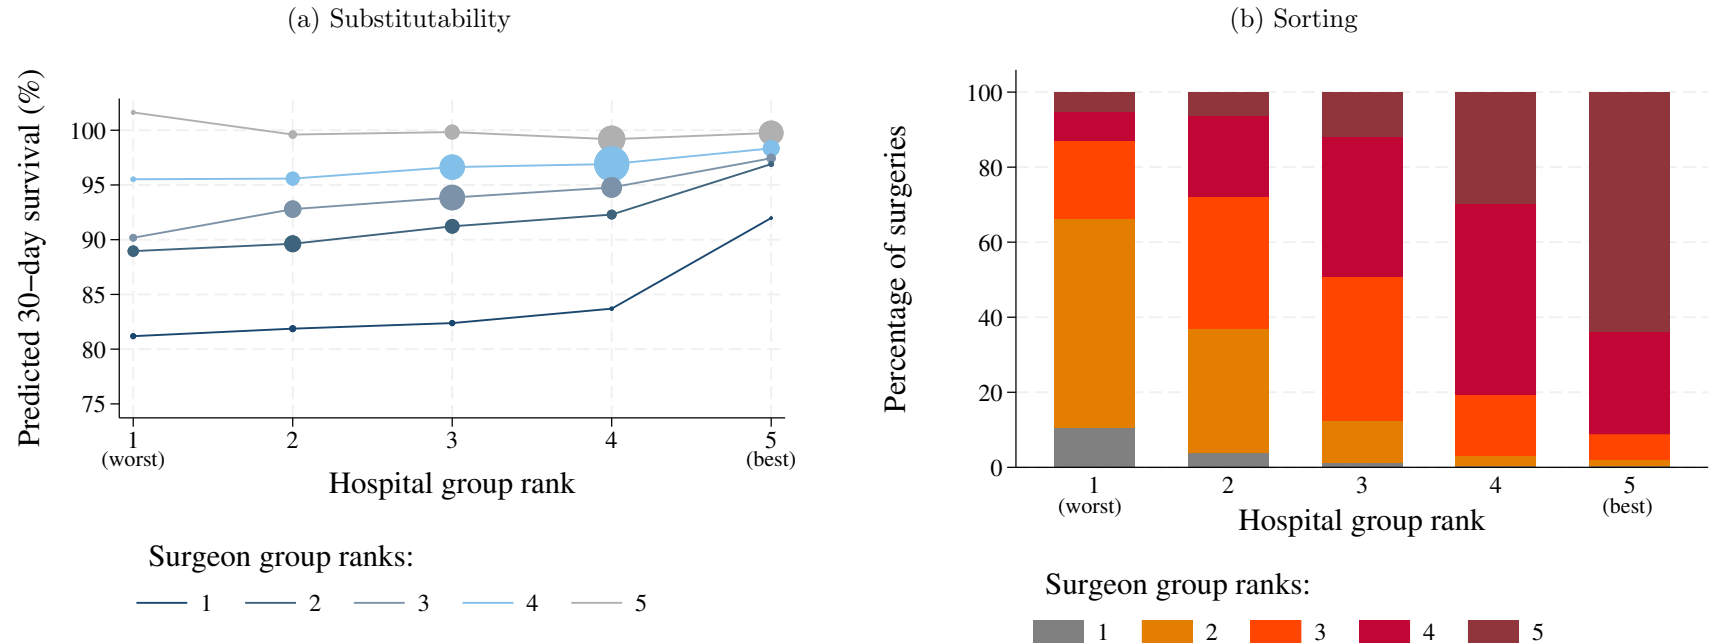 (a) Substitutability
Predicted 30–day survival (%)
100
95
90
85
80
75
1 2 3 4 5
(worst) (best)
Hospital group rank
Surgeon group ranks:
1 2 3 4 5
(b) Sorting
Percentage of surgeries
100
80
60
40
20
0
1 2 3 4 5
(worst) (best)
Hospital group rank
Surgeon group ranks:
1 2 3 4 5